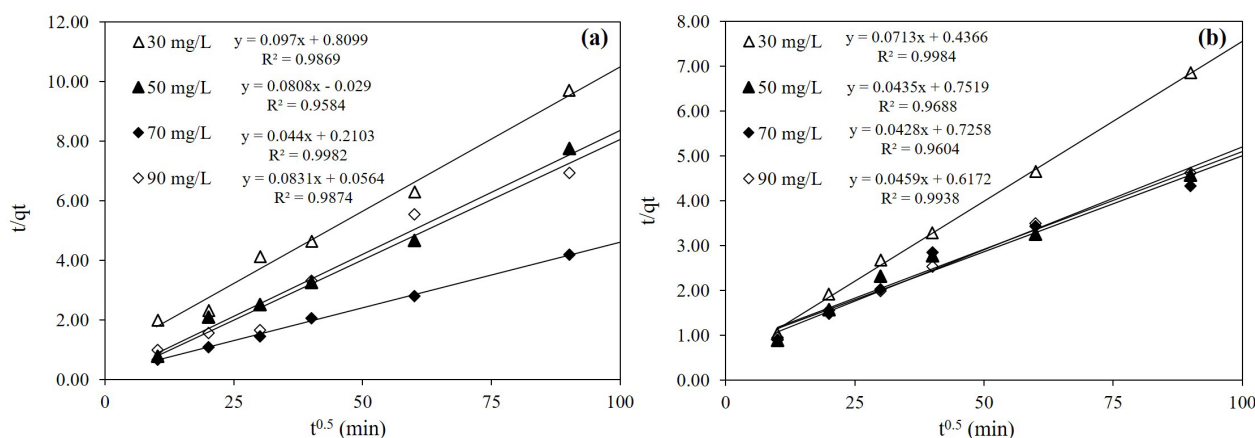 (a)
12.00
10.00
8.00
6.00
4.00
2.00
0.00
t/qt
30 mg/L y = 0.097x + 0.8099
R² = 0.9869
50 mg/L y = 0.0808x - 0.029
R² = 0.9584
70 mg/L y = 0.044x + 0.2103
R² = 0.9982
90 mg/L y = 0.0831x + 0.0564
R² = 0.9874
0 25 50 75 100
t^0.5 (min)
(b)
8.00
7.00
6.00
5.00
4.00
3.00
2.00
1.00
0.00
t/qt
30 mg/L y = 0.0713x + 0.4366
R² = 0.9984
50 mg/L y = 0.0435x + 0.7519
R² = 0.9688
70 mg/L y = 0.0428x + 0.7258
R² = 0.9604
90 mg/L y = 0.0459x + 0.6172
R² = 0.9938
0 25 50 75 100
t^0.5 (min)